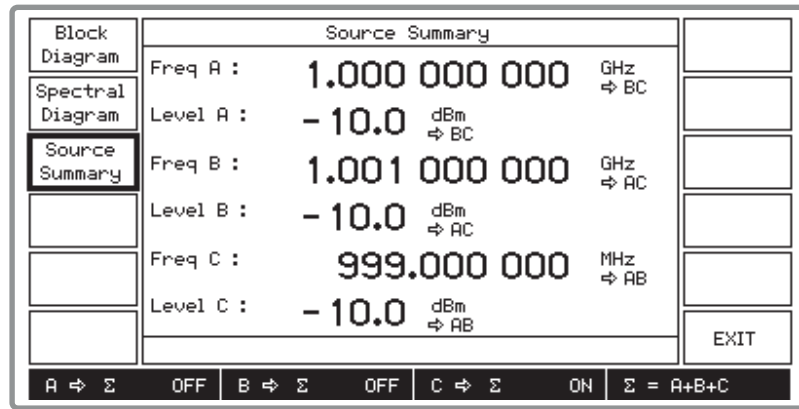 Block
Diagram
Spectral
Diagram
Source
Summary
Source Summary
Freq A : 1.000 000 000 GHz
⇨ BC
Level A : -10.0 dBm
⇨ BC
Freq B : 1.001 000 000 GHz
⇨ AC
Level B : -10.0 dBm
⇨ AC
Freq C : 999.000 000 MHz
⇨ AB
Level C : -10.0 dBm
⇨ AB
EXIT
A ⇨ Σ OFF B ⇨ Σ OFF C ⇨ Σ ON Σ = A+B+C